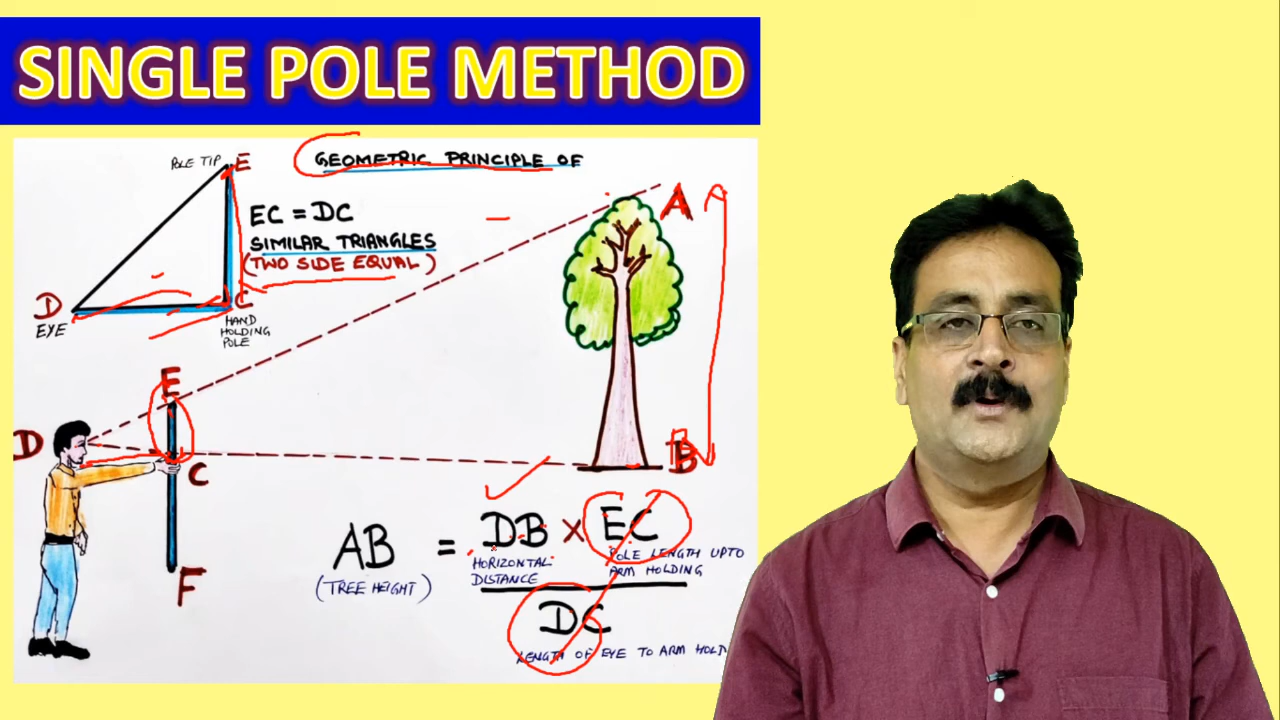 SINGLE POLE METHOD
GEOMETRIC PRINCIPLE OF
POLE TIP E
EC = DC
SIMILAR TRIANGLES
(TWO SIDE EQUAL)
D
EYE
C
HAND
HOLDING
POLE
A
E
D
C
B
F
AB = DB X EC
(TREE HEIGHT)
HORIZONTAL
DISTANCE
POLE LENGTH UPTO
ARM HOLDING
DC
LENGTH OF EYE TO ARM HOLD